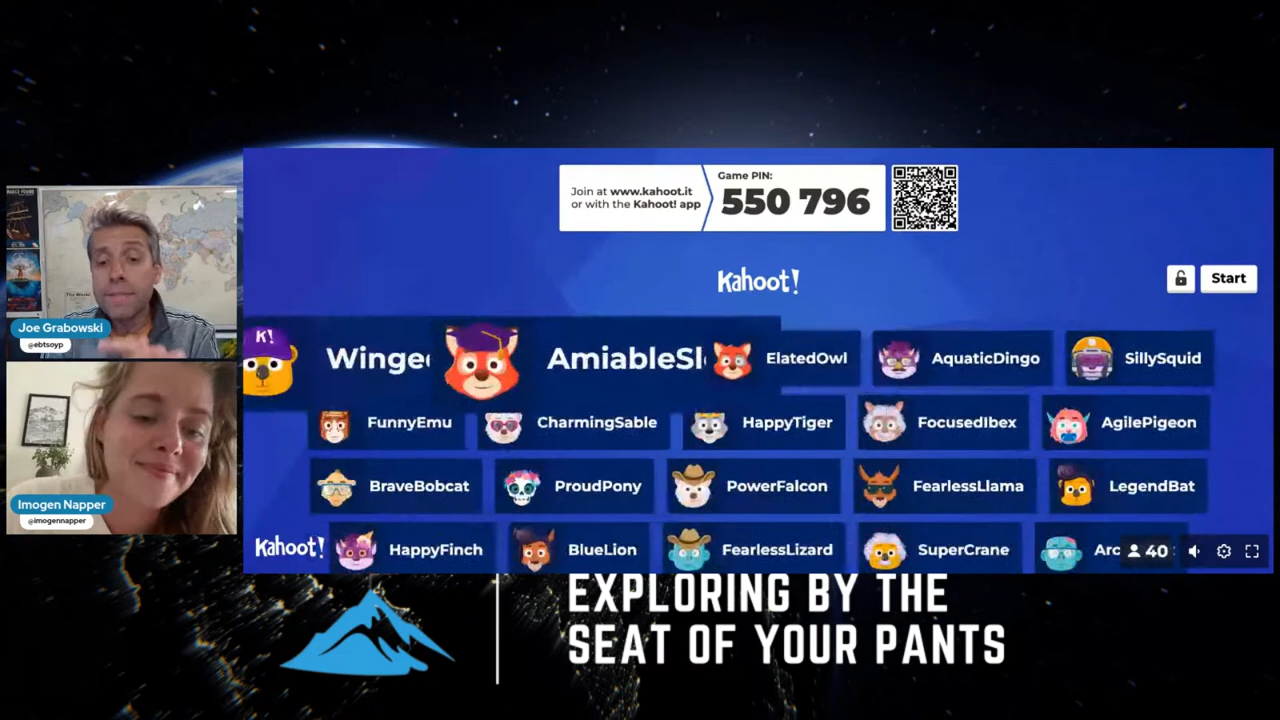 Join at www.kahoot.it
or with the Kahoot! app
Game PIN:
550 796
Kahoot!
Start
K!
Joe Grabowski
@ebtsoyp
Imogen Napper
@imogennapper
ElatedOwl
AquaticDingo
SillySquid
FunnyEmu
CharmingSable
HappyTiger
FocusedIbex
AgilePigeon
BraveBobcat
ProudPony
PowerFalcon
FearlessLlama
LegendBat
Kahoot!
HappyFinch
BlueLion
FearlessLizard
SuperCrane
40
EXPLORING BY THE
SEAT OF YOUR PANTS